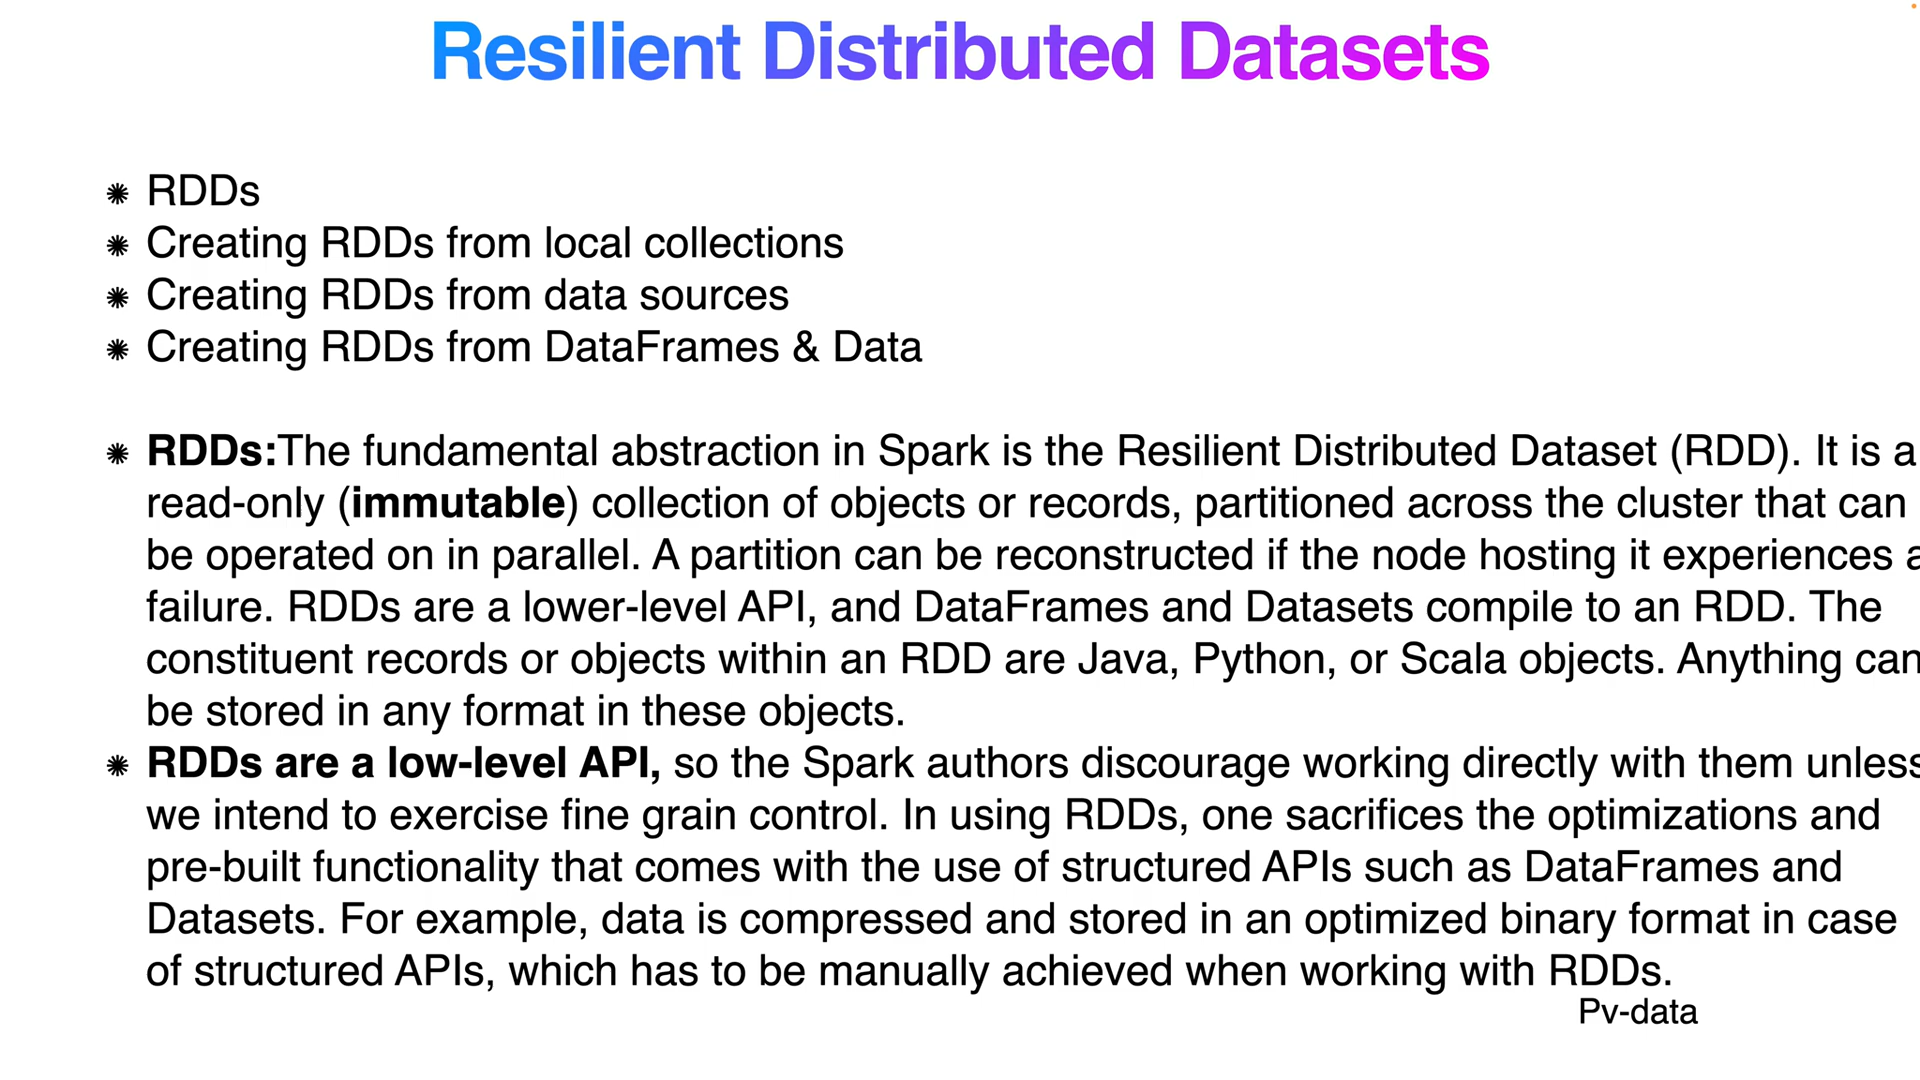 Resilient Distributed Datasets
RDDs
Creating RDDs from local collections
Creating RDDs from data sources
Creating RDDs from DataFrames & Data
RDDs:The fundamental abstraction in Spark is the Resilient Distributed Dataset (RDD). It is a
read-only (immutable) collection of objects or records, partitioned across the cluster that can
be operated on in parallel. A partition can be reconstructed if the node hosting it experiences a
failure. RDDs are a lower-level API, and DataFrames and Datasets compile to an RDD. The
constituent records or objects within an RDD are Java, Python, or Scala objects. Anything can
be stored in any format in these objects.
RDDs are a low-level API, so the Spark authors discourage working directly with them unless
we intend to exercise fine grain control. In using RDDs, one sacrifices the optimizations and
pre-built functionality that comes with the use of structured APIs such as DataFrames and
Datasets. For example, data is compressed and stored in an optimized binary format in case
of structured APIs, which has to be manually achieved when working with RDDs.
Pv-data